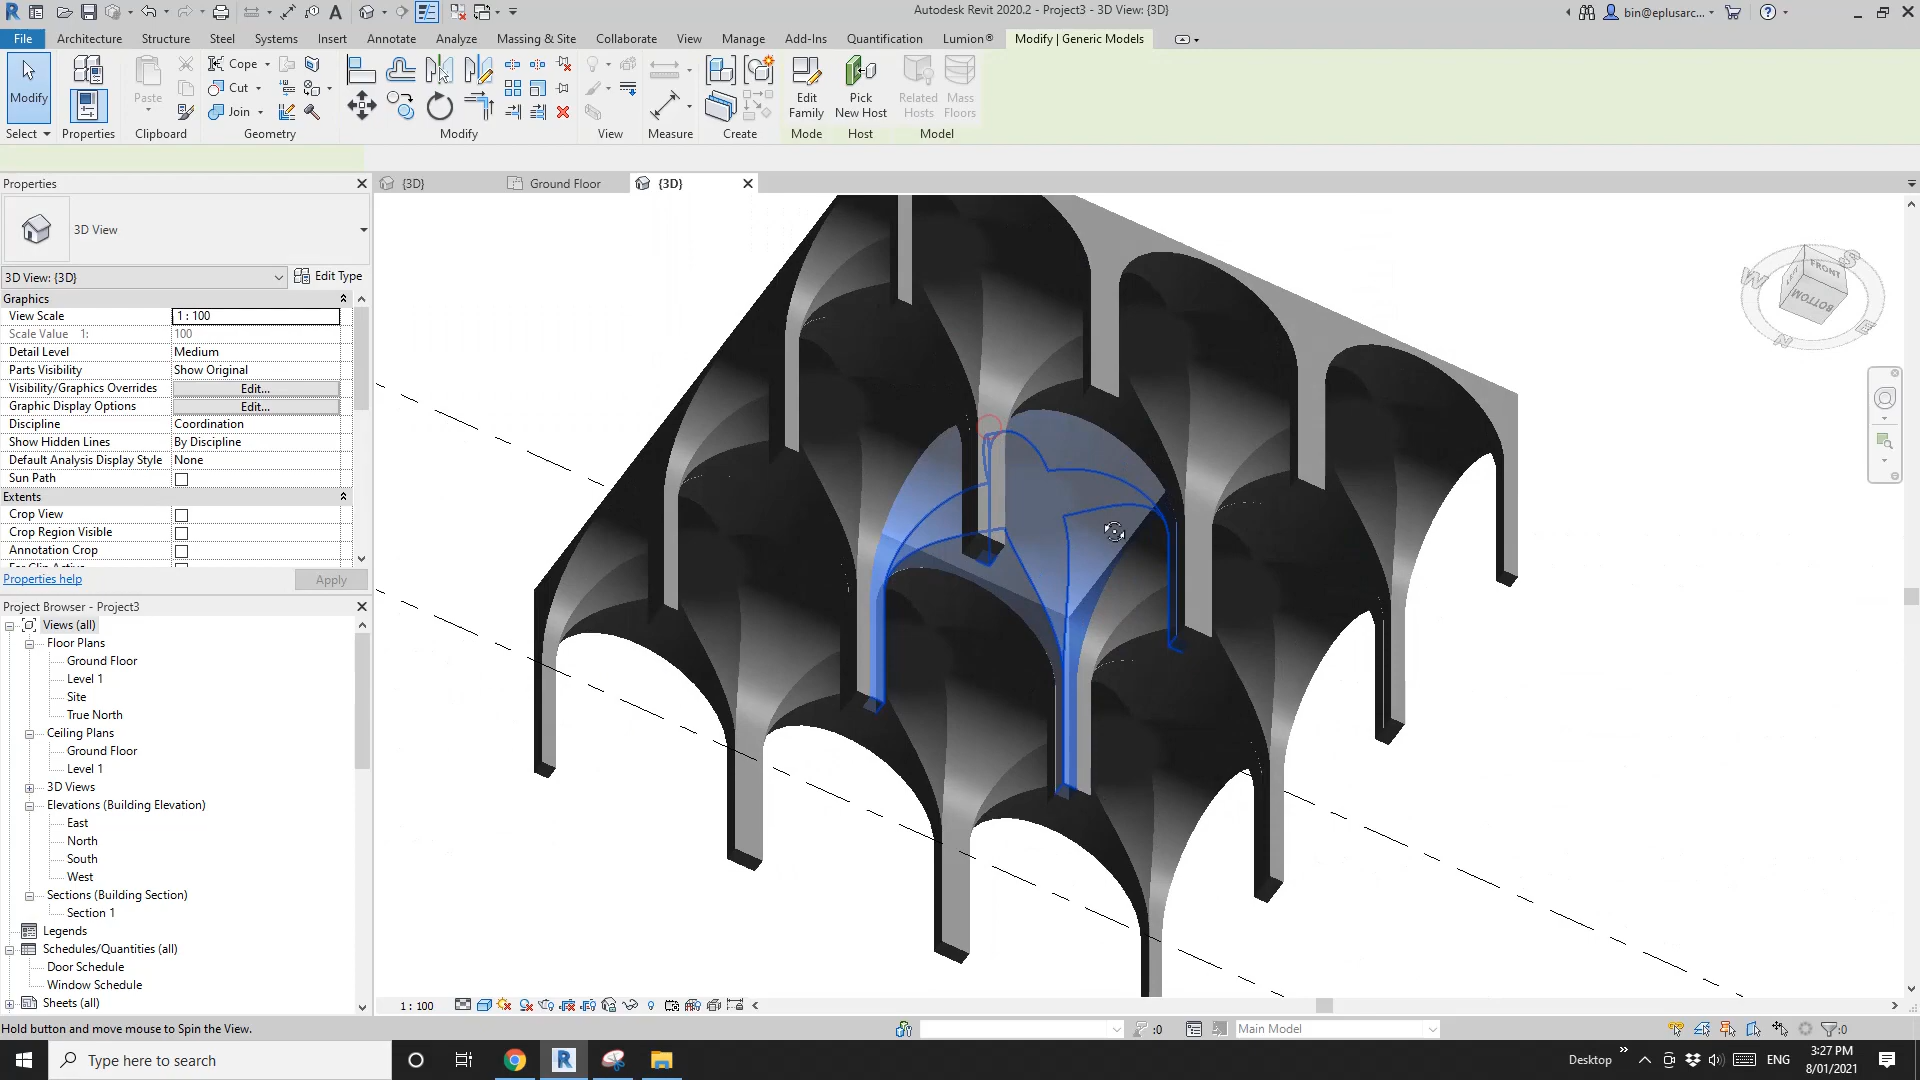 Autodesk Revit 2020.2 - Project3 - 3D View: {3D}
bin@eplusarc...
File Architecture Structure Steel Systems Insert Annotate Analyze Massing & Site Collaborate View Manage Add-Ins Quantification Lumion® Modify | Generic Models
Modify
Paste
Cope
Cut
Join
Edit Family
Pick New Host
Related Hosts
Mass Floors
Select Properties Clipboard Geometry Modify View Measure Create Mode Host Model
Properties
{3D} Ground Floor {3D}
3D View
3D View: {3D} Edit Type
Graphics
View Scale 1 : 100
Scale Value 1: 100
Detail Level Medium
Parts Visibility Show Original
Visibility/Graphics Overrides Edit...
Graphic Display Options Edit...
Discipline Coordination
Show Hidden Lines By Discipline
Default Analysis Display Style None
Sun Path
Extents
Crop View
Crop Region Visible
Annotation Crop
Properties help Apply
Project Browser - Project3
Views (all)
Floor Plans
Ground Floor
Level 1
Site
True North
Ceiling Plans
Ground Floor
Level 1
3D Views
Elevations (Building Elevation)
East
North
South
West
Sections (Building Section)
Section 1
Legends
Schedules/Quantities (all)
Door Schedule
Window Schedule
Sheets (all)
W S FRONT BOTTOM E N
1 : 100
Hold button and move mouse to Spin the View.
:0 Main Model :0
Type here to search
Desktop » ENG
3:27 PM
8/01/2021